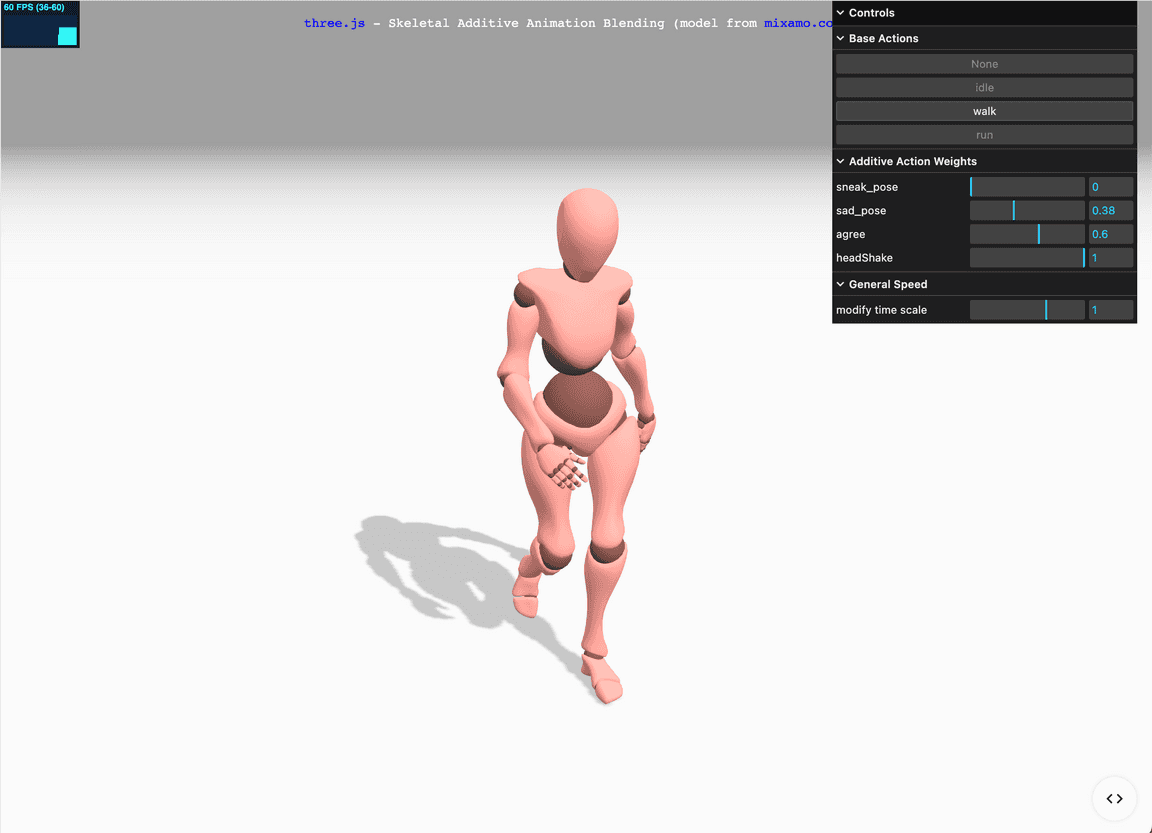 60 FPS (36-60)
three.js - Skeletal Additive Animation Blending (model from mixamo.co
Controls
Base Actions
None
idle
walk
run
Additive Action Weights
sneak_pose 0
sad_pose 0.38
agree 0.6
headShake 1
General Speed
modify time scale 1